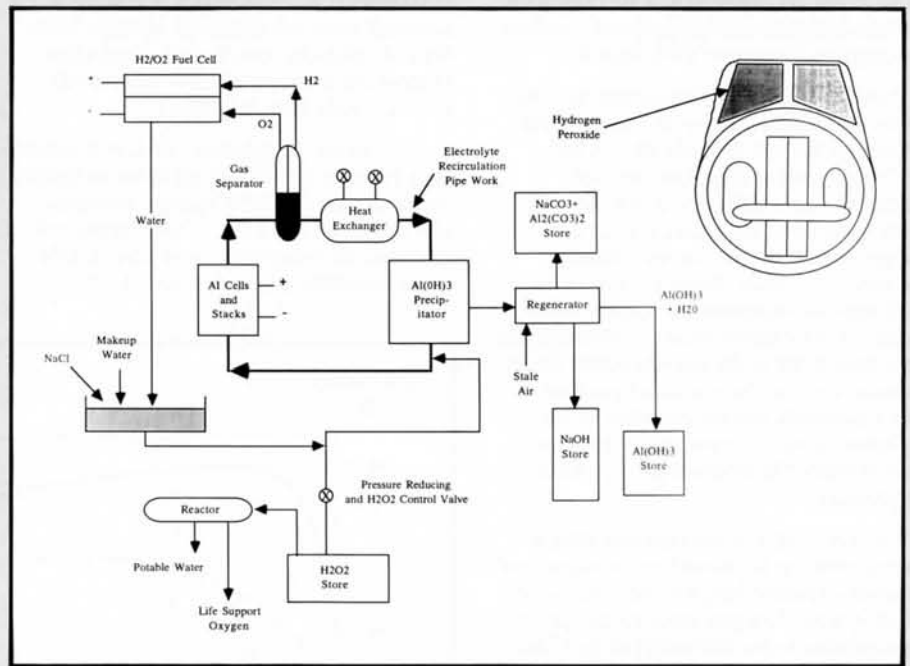 H2/O2 Fuel Cell
+
-
H2
O2
Hydrogen
Peroxide
Gas
Separator
Electrolyte
Recirculation
Pipe Work
Water
Heat
Exchanger
NaCO3+
Al2(CO3)2
Store
Al Cells
and
Stacks
+
-
Al(0H)3
Precip-
itator
Regenerator
Al(OH)3
+ H20
Makeup
Water
NaCl
Stale
Air
NaOH
Store
Al(OH)3
Store
Pressure Reducing
and H2O2 Control Valve
Reactor
Potable Water
H2O2
Store
Life Support
Oxygen